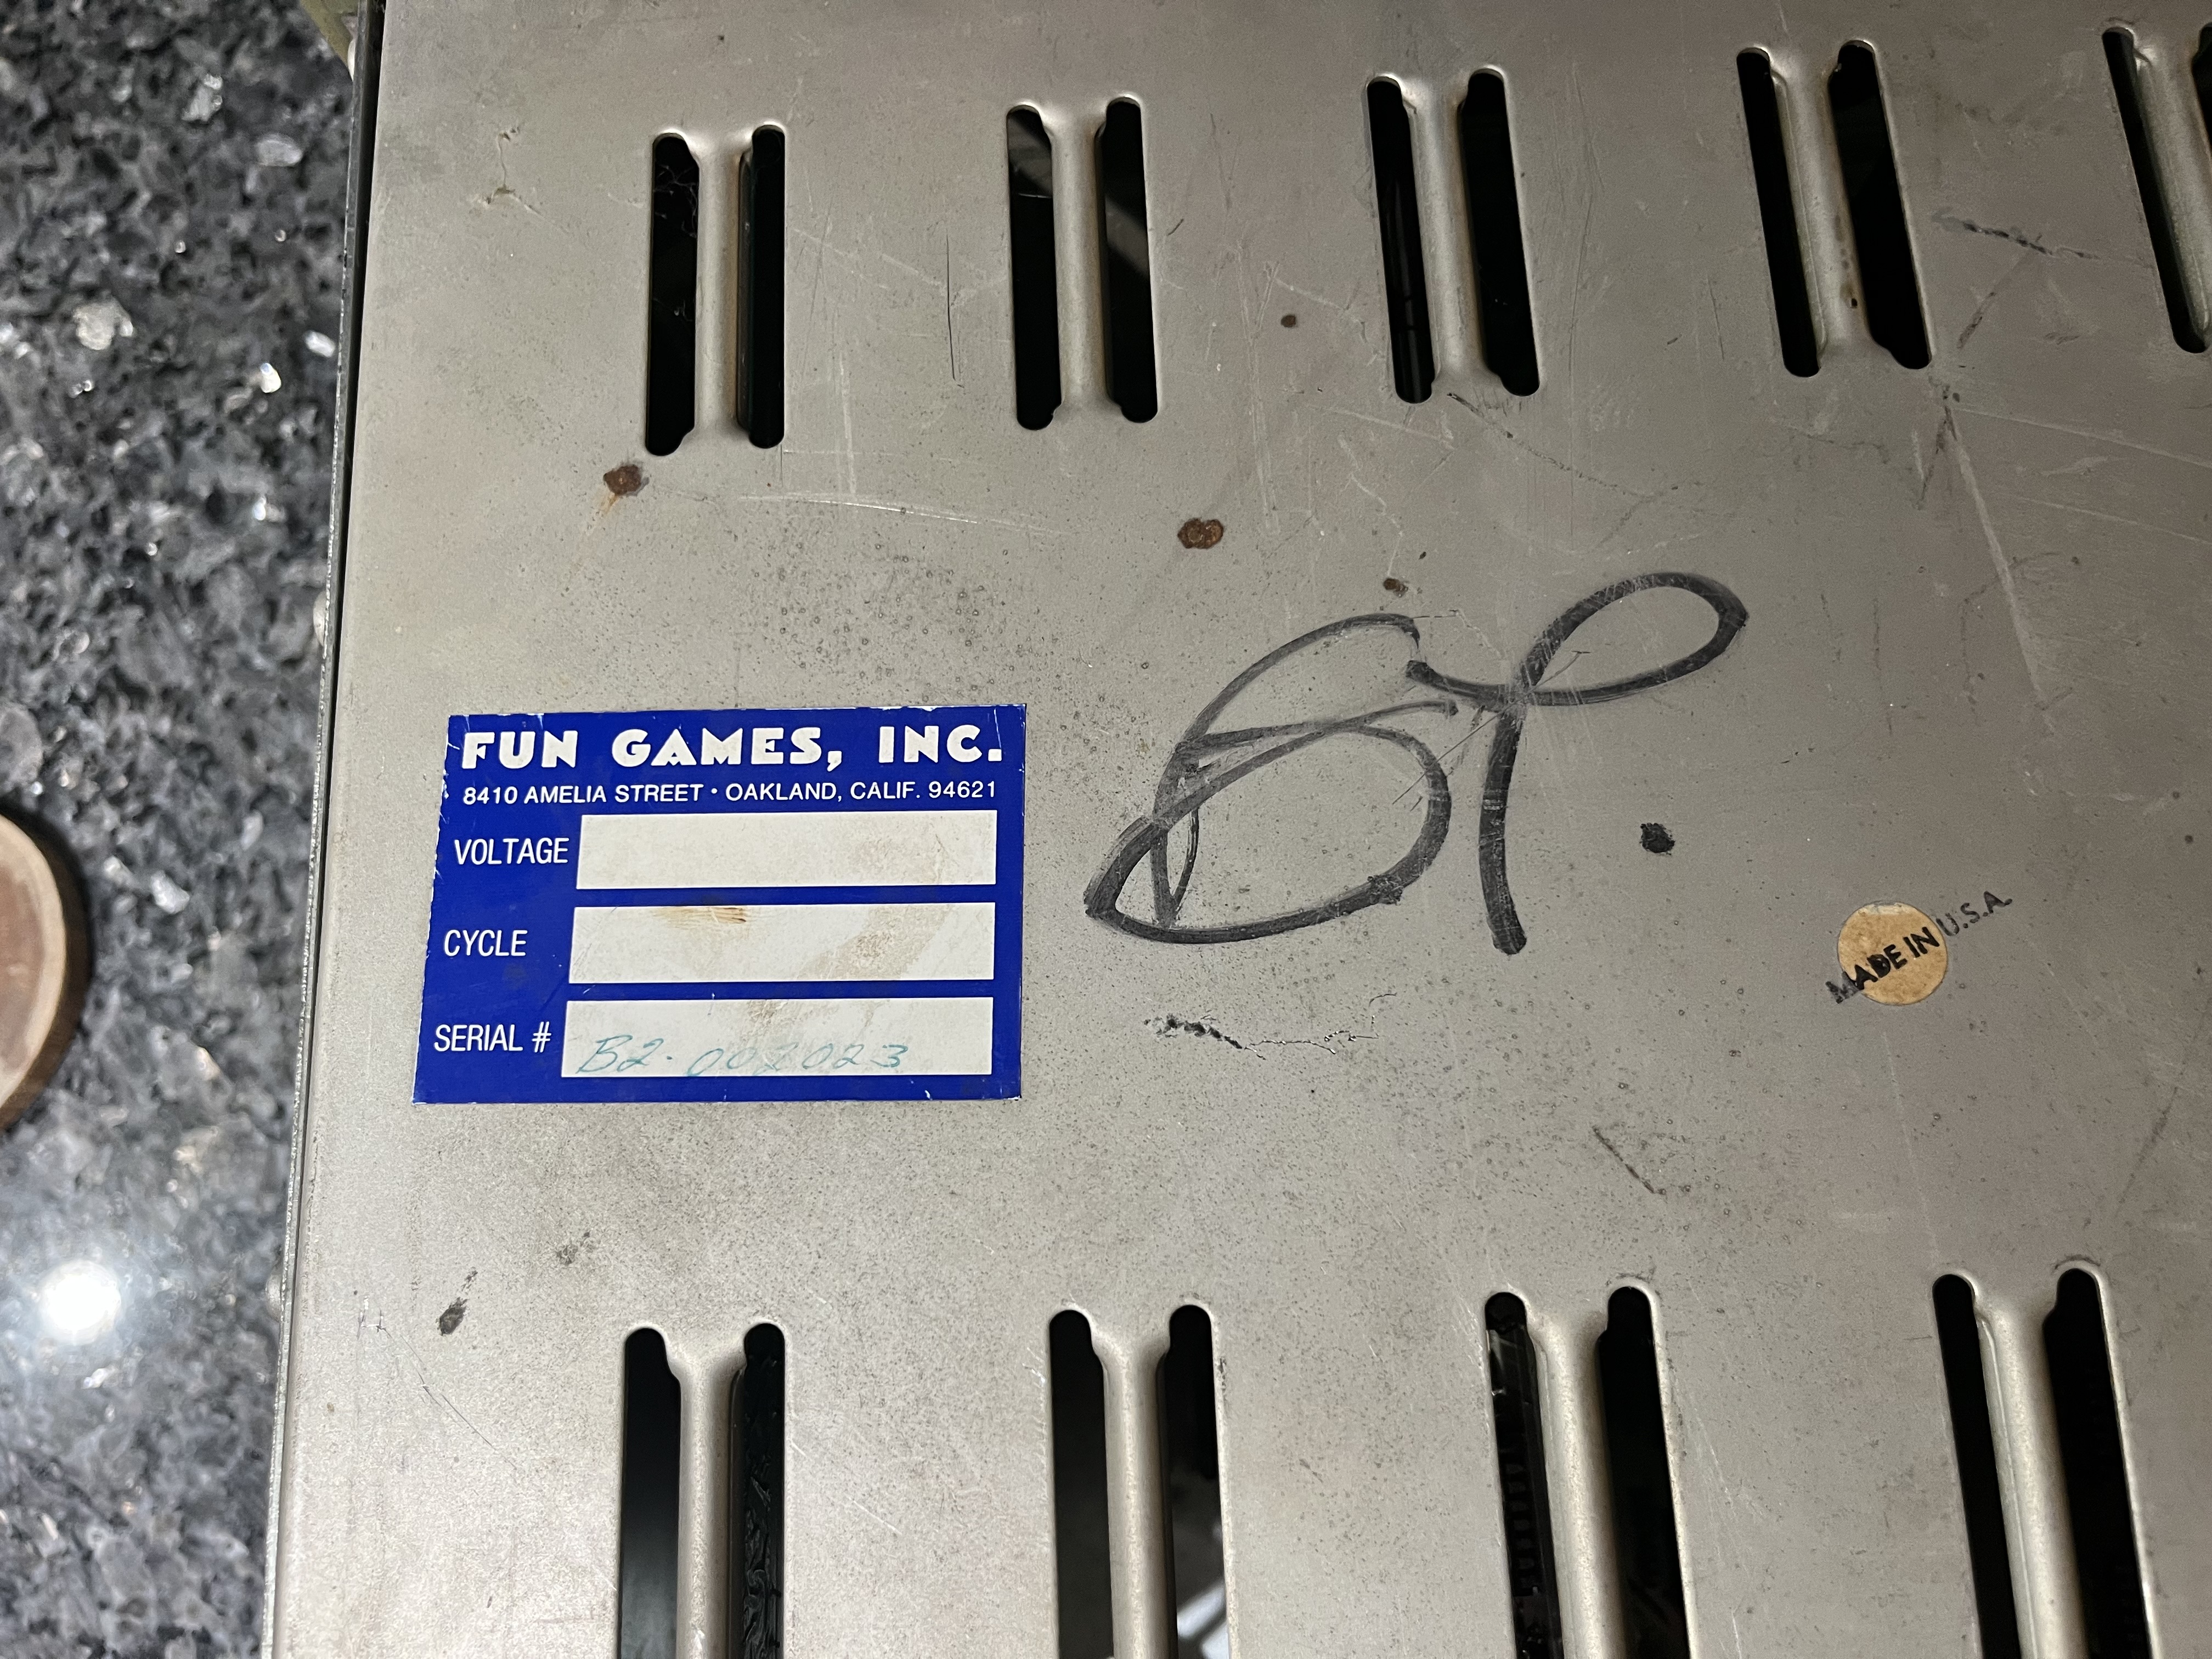 FUN GAMES, INC.
8410 AMELIA STREET • OAKLAND, CALIF. 94621
VOLTAGE
CYCLE
SERIAL # B2-002023
MADE IN U.S.A.